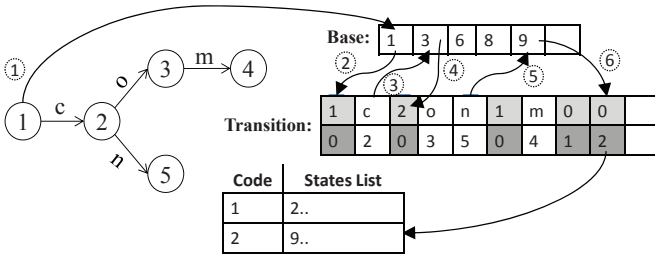 Base: 1 3 6 8 9
1 2 3 4 5 6
1 c 2 o n 1 m 0 0
Transition:
0 2 0 3 5 0 4 1 2
1 c 2 o 3 m 4
n 5
Code States List
1 2..
2 9..